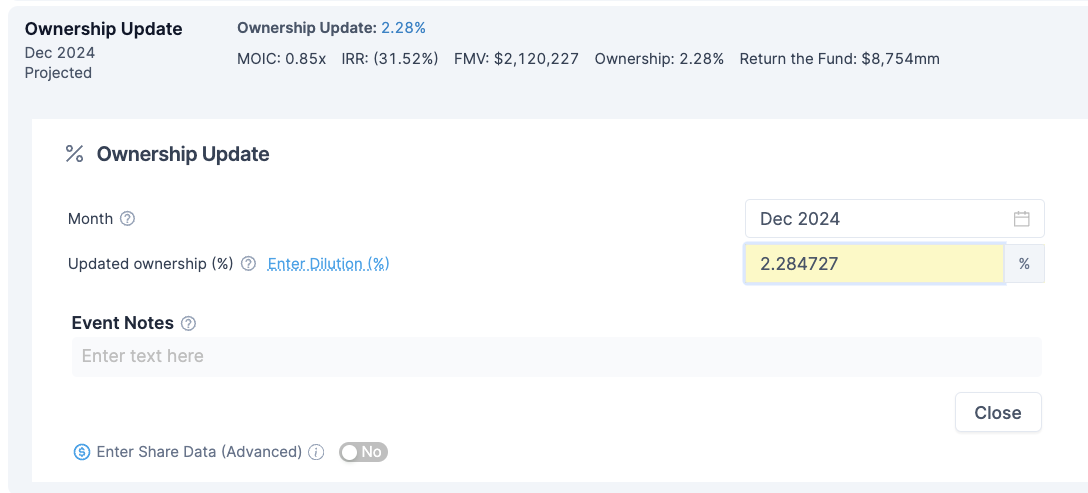 Ownership Update
Dec 2024
Projected
Ownership Update: 2.28%
MOIC: 0.85x IRR: (31.52%) FMV: $2,120,227 Ownership: 2.28% Return the Fund: $8,754mm
% Ownership Update
Month ?
Dec 2024
Updated ownership (%) ? Enter Dilution (%)
2.284727 %
Event Notes ?
Enter text here
Close
$ Enter Share Data (Advanced) i No